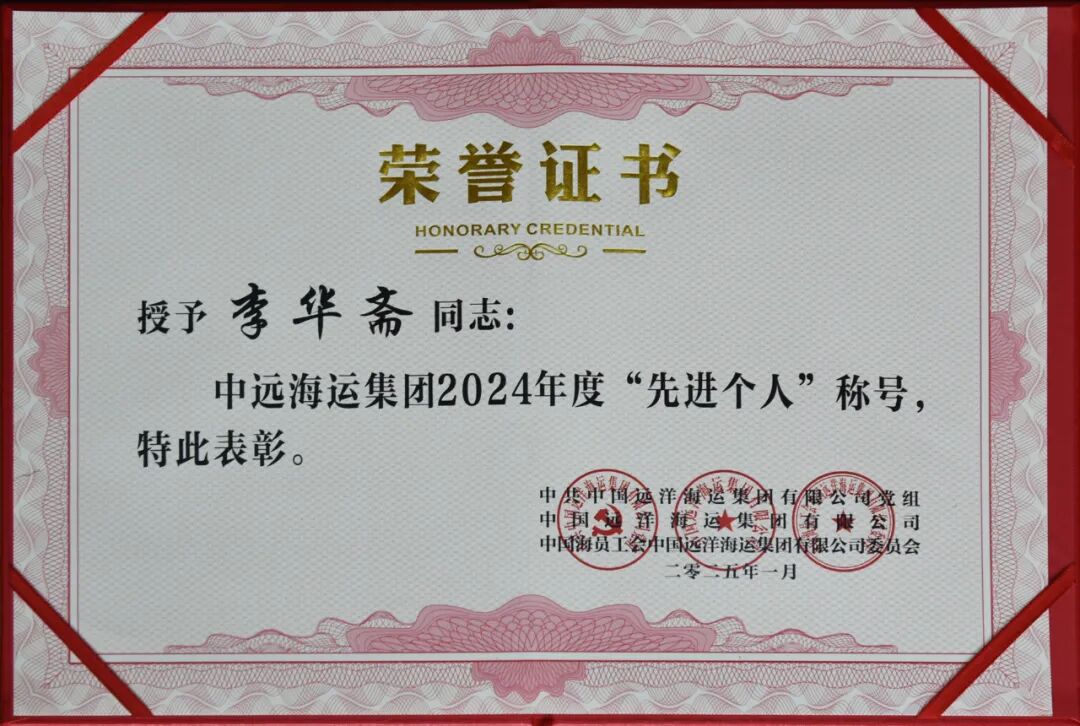 荣誉证书
HONORARY CREDENTIAL
授予 李华斋 同志：
中远海运集团2024年度“先进个人”称号，
特此表彰。
中共中国远洋海运集团有限公司党组
中国远洋海运集团有限公司
中国海员工会中国远洋海运集团有限公司委员会
二零二五年一月